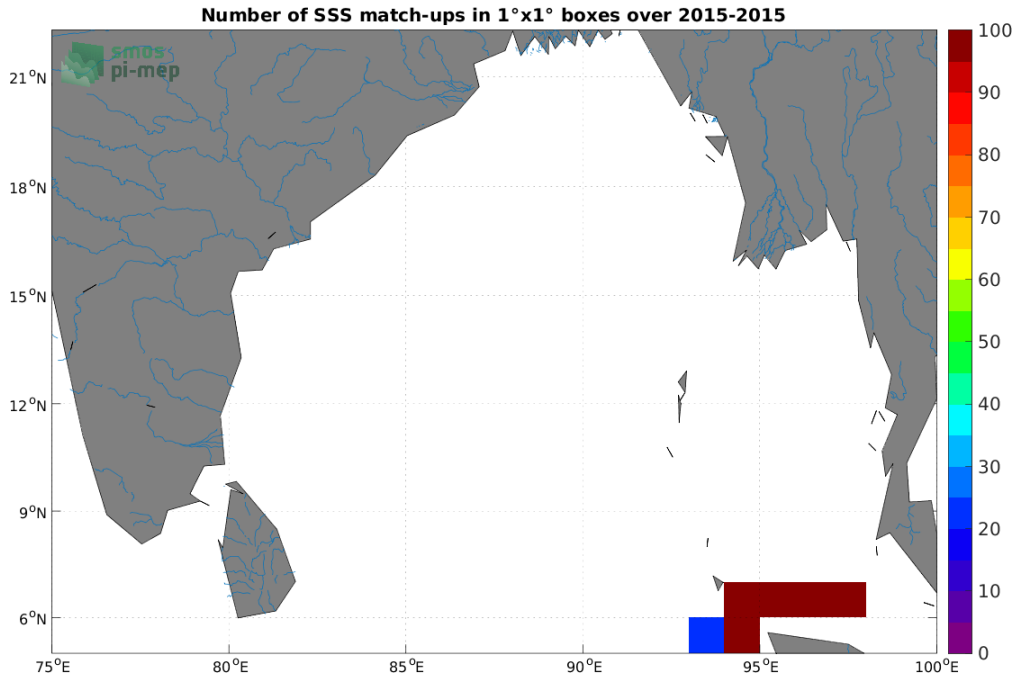 Number of SSS match-ups in 1°x1° boxes over 2015-2015
smos
pi-mep
21°N
18°N
15°N
12°N
9°N
6°N
75°E
80°E
85°E
90°E
95°E
100°E
100
90
80
70
60
50
40
30
20
10
0